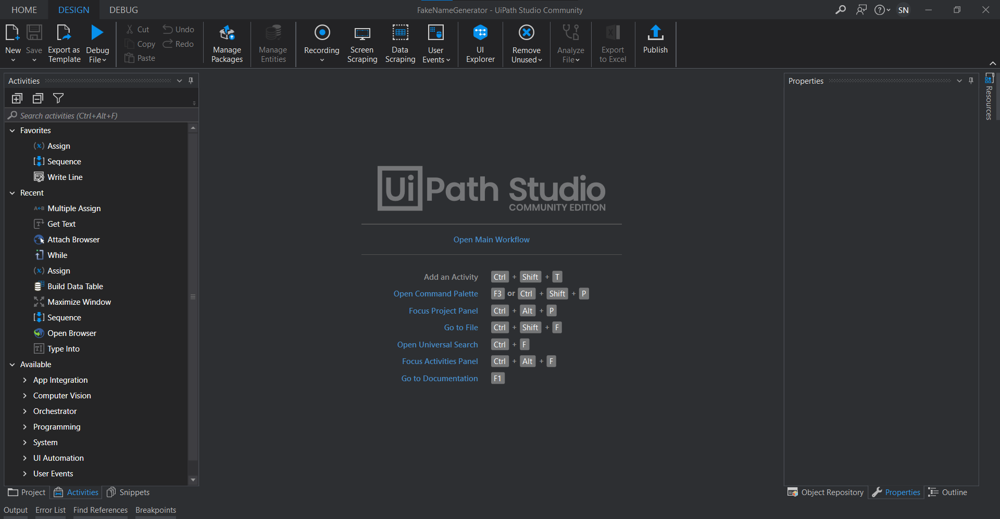 HOME DESIGN DEBUG
FakeNameGenerator - UiPath Studio Community
SN
New
Save
Export as
Template
Debug
File
Cut
Copy
Paste
Undo
Redo
Manage
Packages
Manage
Entities
Recording
Screen
Scraping
Data
Scraping
User
Events
UI
Explorer
Remove
Unused
Analyze
File
Export
to Excel
Publish
Activities
Search activities (Ctrl+Alt+F)
Favorites
Assign
Sequence
Write Line
Recent
Multiple Assign
Get Text
Attach Browser
While
Assign
Build Data Table
Maximize Window
Sequence
Open Browser
Type Into
Available
App Integration
Computer Vision
Orchestrator
Programming
System
UI Automation
User Events
Project Activities Snippets
Output Error List Find References Breakpoints
Ui Path Studio
COMMUNITY EDITION
Open Main Workflow
Add an Activity Ctrl + Shift + T
Open Command Palette F3 or Ctrl + Shift + P
Focus Project Panel Ctrl + Alt + P
Go to File Ctrl + Shift + F
Open Universal Search Ctrl + F
Focus Activities Panel Ctrl + Alt + F
Go to Documentation F1
Properties
Resources
Object Repository Properties Outline